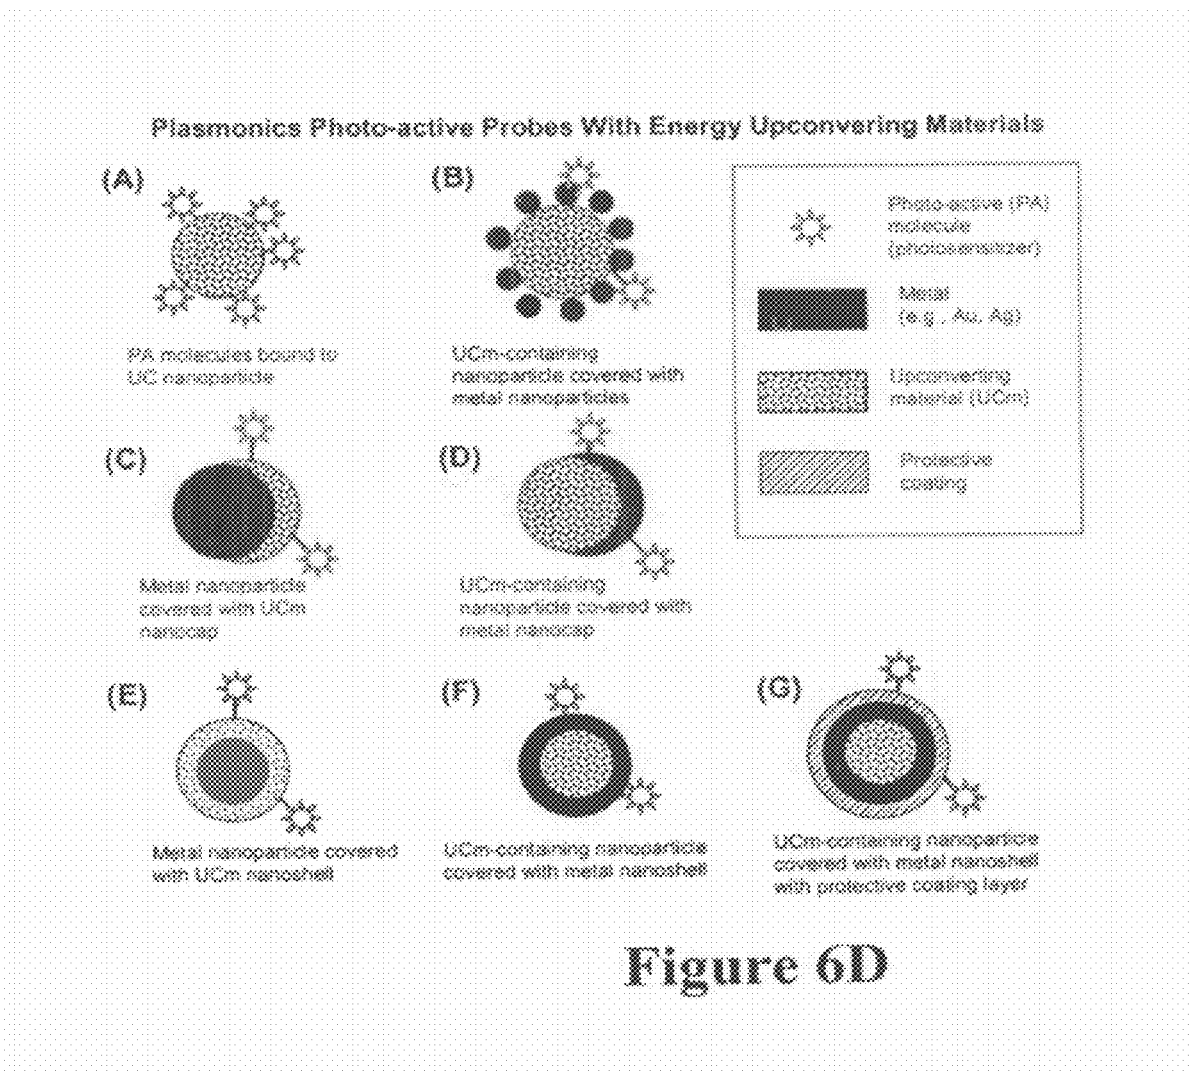 Plasmonics Photo-active Probes With Energy Upconvering Materials
(A)
PA molecules bound to
UC nanoparticle
(B)
UCm-containing
nanoparticle covered with
metal nanoparticles
Photo-active (PA)
molecule
(photosensitizer)
Metal
(e.g., Au, Ag)
Upconverting
material (UCm)
Protective
coating
(C)
Metal nanoparticle
covered with UCm
nanocap
(D)
UCm-containing
nanoparticle covered with
metal nanocap
(E)
Metal nanoparticle covered
with UCm nanoshell
(F)
UCm-containing nanoparticle
covered with metal nanoshell
(G)
UCm-containing nanoparticle
covered with metal nanoshell
with protective coating layer
Figure 6D